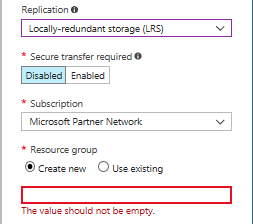 Replication
Locally-redundant storage (LRS)
* Secure transfer required
Disabled Enabled
* Subscription
Microsoft Partner Network
* Resource group
Create new Use existing
The value should not be empty.